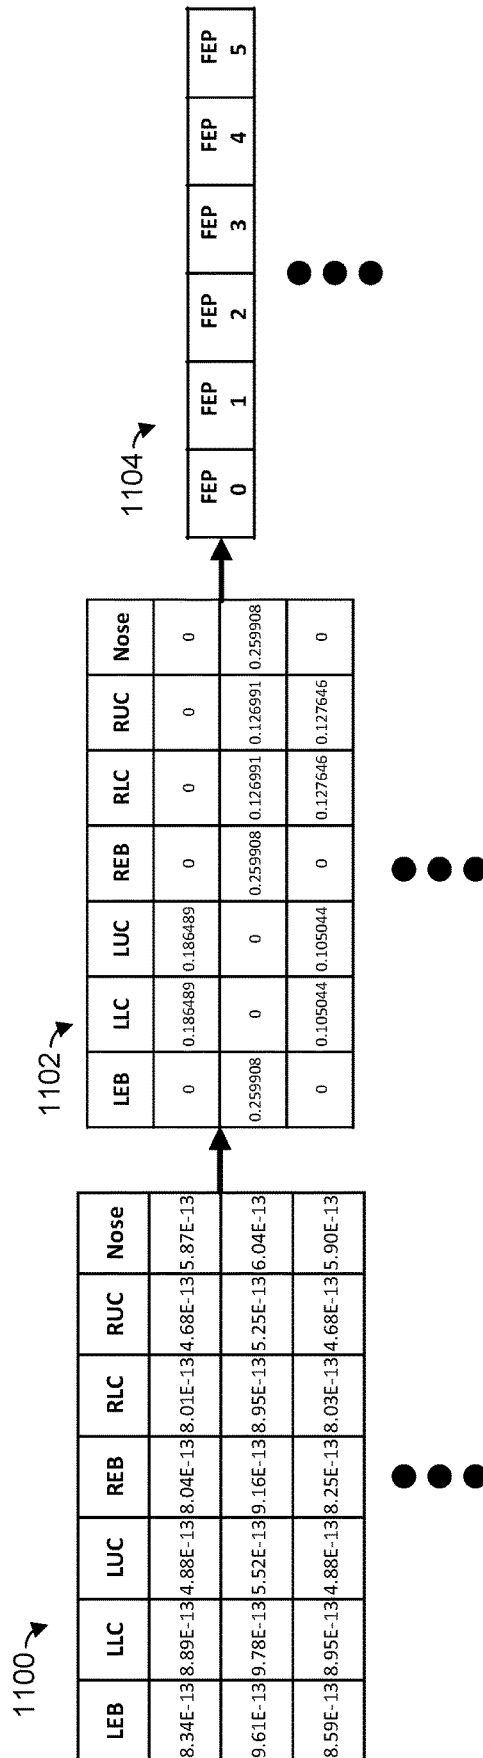 1100
LEB LLC LUC REB RLC RUC Nose
8.34E-13 8.89E-13 4.88E-13 8.04E-13 8.01E-13 4.68E-13 5.87E-13
9.61E-13 9.78E-13 5.52E-13 9.16E-13 8.95E-13 5.25E-13 6.04E-13
8.59E-13 8.95E-13 4.88E-13 8.25E-13 8.03E-13 4.68E-13 5.90E-13
1102
LEB LLC LUC REB RLC RUC Nose
0 0.186489 0.186489 0 0 0 0
0.259908 0 0 0.259908 0.126991 0.126991 0.259908
0 0.105044 0.105044 0 0.127646 0.127646 0
1104
FEP FEP FEP FEP FEP FEP
0 1 2 3 4 5